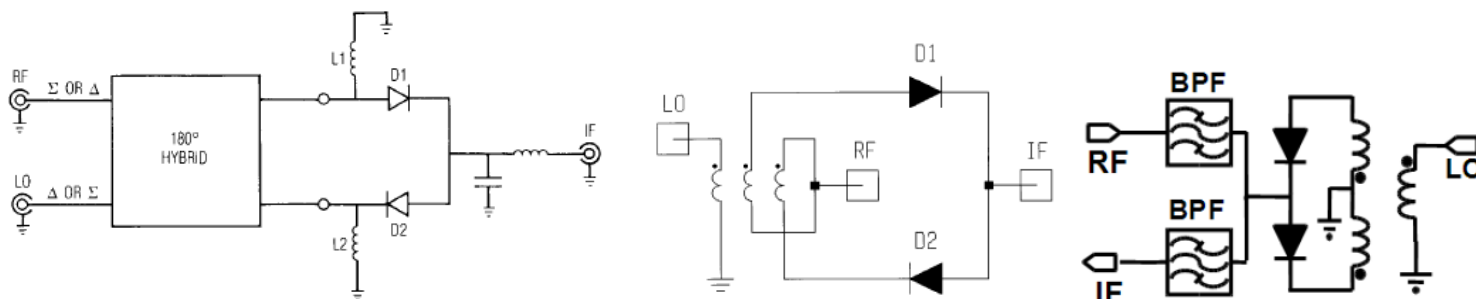 RF
Σ OR Δ
LO
Δ OR Σ
180°
HYBRID
L1
D1
D2
L2
IF
LO
D1
RF
IF
D2
BPF
RF
BPF
IF
LO